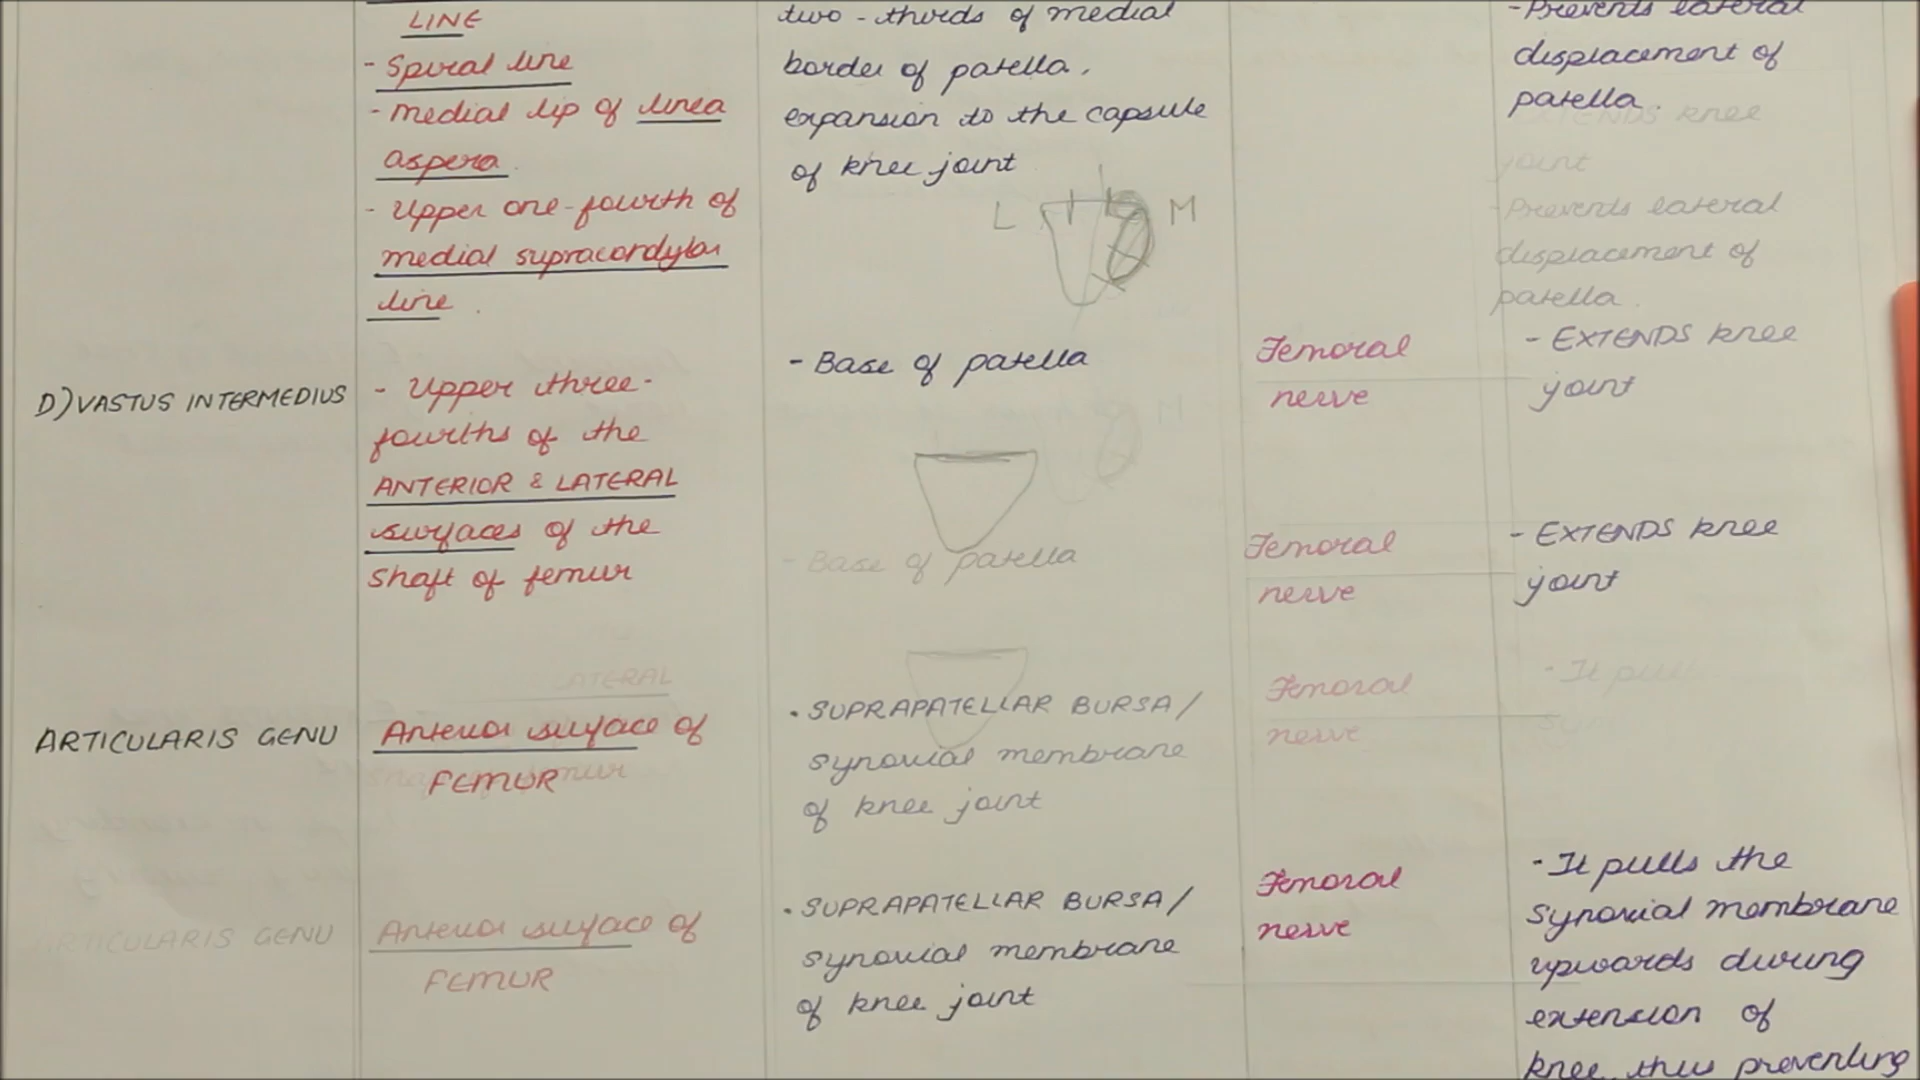 LINE
- Spiral line
- Medial lip of linea
aspera.
- Upper one-fourth of
medial supracondylar
line.
two-thirds of medial
border of patella,
expansion to the capsule
of knee joint
L M
- Prevents lateral
displacement of
patella.
EXTENDS knee
joint
- Prevents lateral
displacement of
patella.
D) VASTUS INTERMEDIUS
- Upper three-
fourths of the
ANTERIOR & LATERAL
surfaces of the
shaft of femur
- Base of patella
- Base of patella
Femoral
nerve
Femoral
nerve
- EXTENDS knee
joint
- EXTENDS knee
joint
ARTICULARIS GENU
LATERAL
Anterior surface of
FEMUR
femur
• SUPRAPATELLAR BURSA/
synovial membrane
of knee joint
Femoral
nerve
- It pulls
ARTICULARIS GENU
Anterior surface of
FEMUR
• SUPRAPATELLAR BURSA/
synovial membrane
of knee joint
Femoral
nerve
- It pulls the
synovial membrane
upwards during
extension of
knee, thus preventing